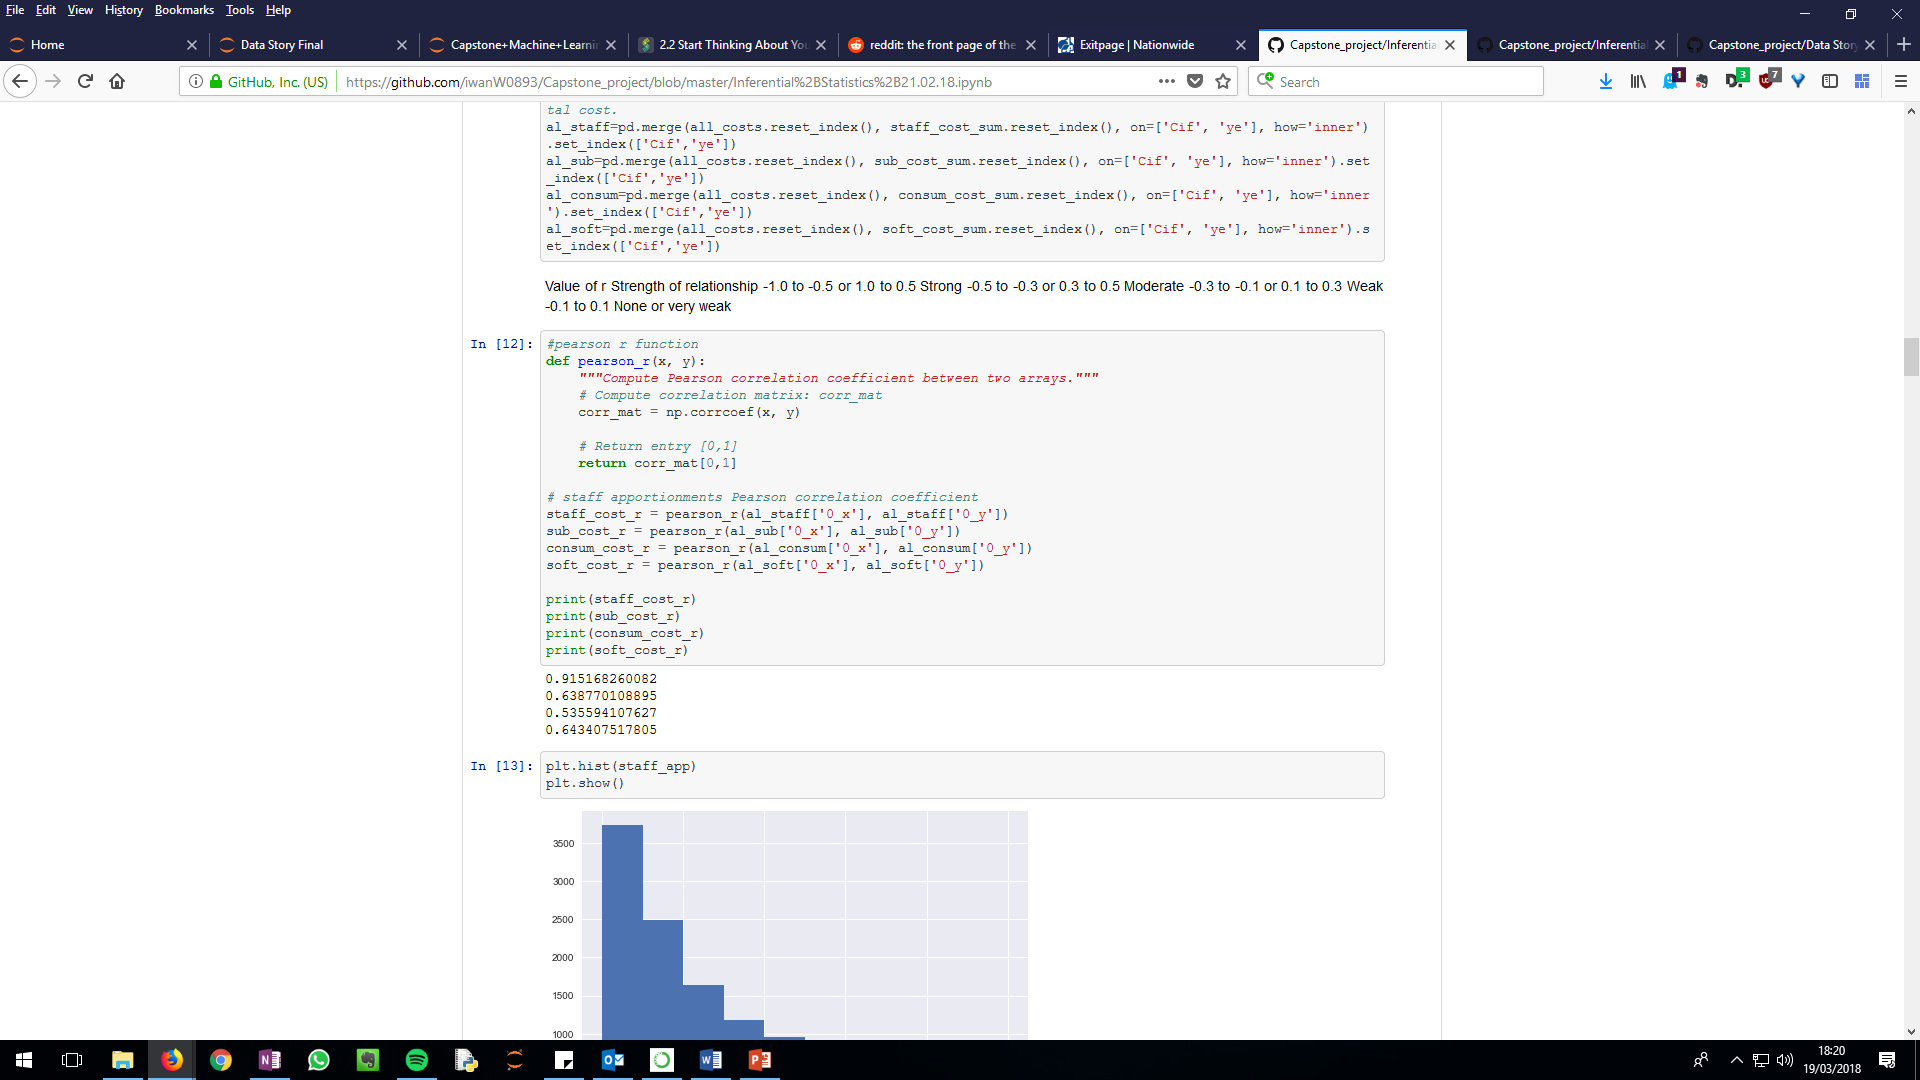 File Edit View History Bookmarks Tools Help
Home
Data Story Final
Capstone+Machine+Learnin
2.2 Start Thinking About You
reddit: the front page of the
Exitpage | Nationwide
Capstone_project/Inferentia
Capstone_project/Inferentia
Capstone_project/Data Story
GitHub, Inc. (US)
https://github.com/iwanW0893/Capstone_project/blob/master/Inferential%2BStatistics%2B21.02.18.ipynb
Search
1
3
7
tal cost.
al_staff=pd.merge(all_costs.reset_index(), staff_cost_sum.reset_index(), on=['Cif', 'ye'], how='inner')
.set_index(['Cif','ye'])
al_sub=pd.merge(all_costs.reset_index(), sub_cost_sum.reset_index(), on=['Cif', 'ye'], how='inner').set
_index(['Cif','ye'])
al_consum=pd.merge(all_costs.reset_index(), consum_cost_sum.reset_index(), on=['Cif', 'ye'], how='inner
').set_index(['Cif','ye'])
al_soft=pd.merge(all_costs.reset_index(), soft_cost_sum.reset_index(), on=['Cif', 'ye'], how='inner').s
et_index(['Cif','ye'])
Value of r Strength of relationship -1.0 to -0.5 or 1.0 to 0.5 Strong -0.5 to -0.3 or 0.3 to 0.5 Moderate -0.3 to -0.1 or 0.1 to 0.3 Weak
-0.1 to 0.1 None or very weak
In [12]:
#pearson r function
def pearson_r(x, y):
"""Compute Pearson correlation coefficient between two arrays."""
# Compute correlation matrix: corr_mat
corr_mat = np.corrcoef(x, y)
# Return entry [0,1]
return corr_mat[0,1]
# staff apportionments Pearson correlation coefficient
staff_cost_r = pearson_r(al_staff['0_x'], al_staff['0_y'])
sub_cost_r = pearson_r(al_sub['0_x'], al_sub['0_y'])
consum_cost_r = pearson_r(al_consum['0_x'], al_consum['0_y'])
soft_cost_r = pearson_r(al_soft['0_x'], al_soft['0_y'])
print(staff_cost_r)
print(sub_cost_r)
print(consum_cost_r)
print(soft_cost_r)
0.915168260082
0.638770108895
0.535594107627
0.643407517805
In [13]:
plt.hist(staff_app)
plt.show()
3500
3000
2500
2000
1500
1000
18:20
19/03/2018